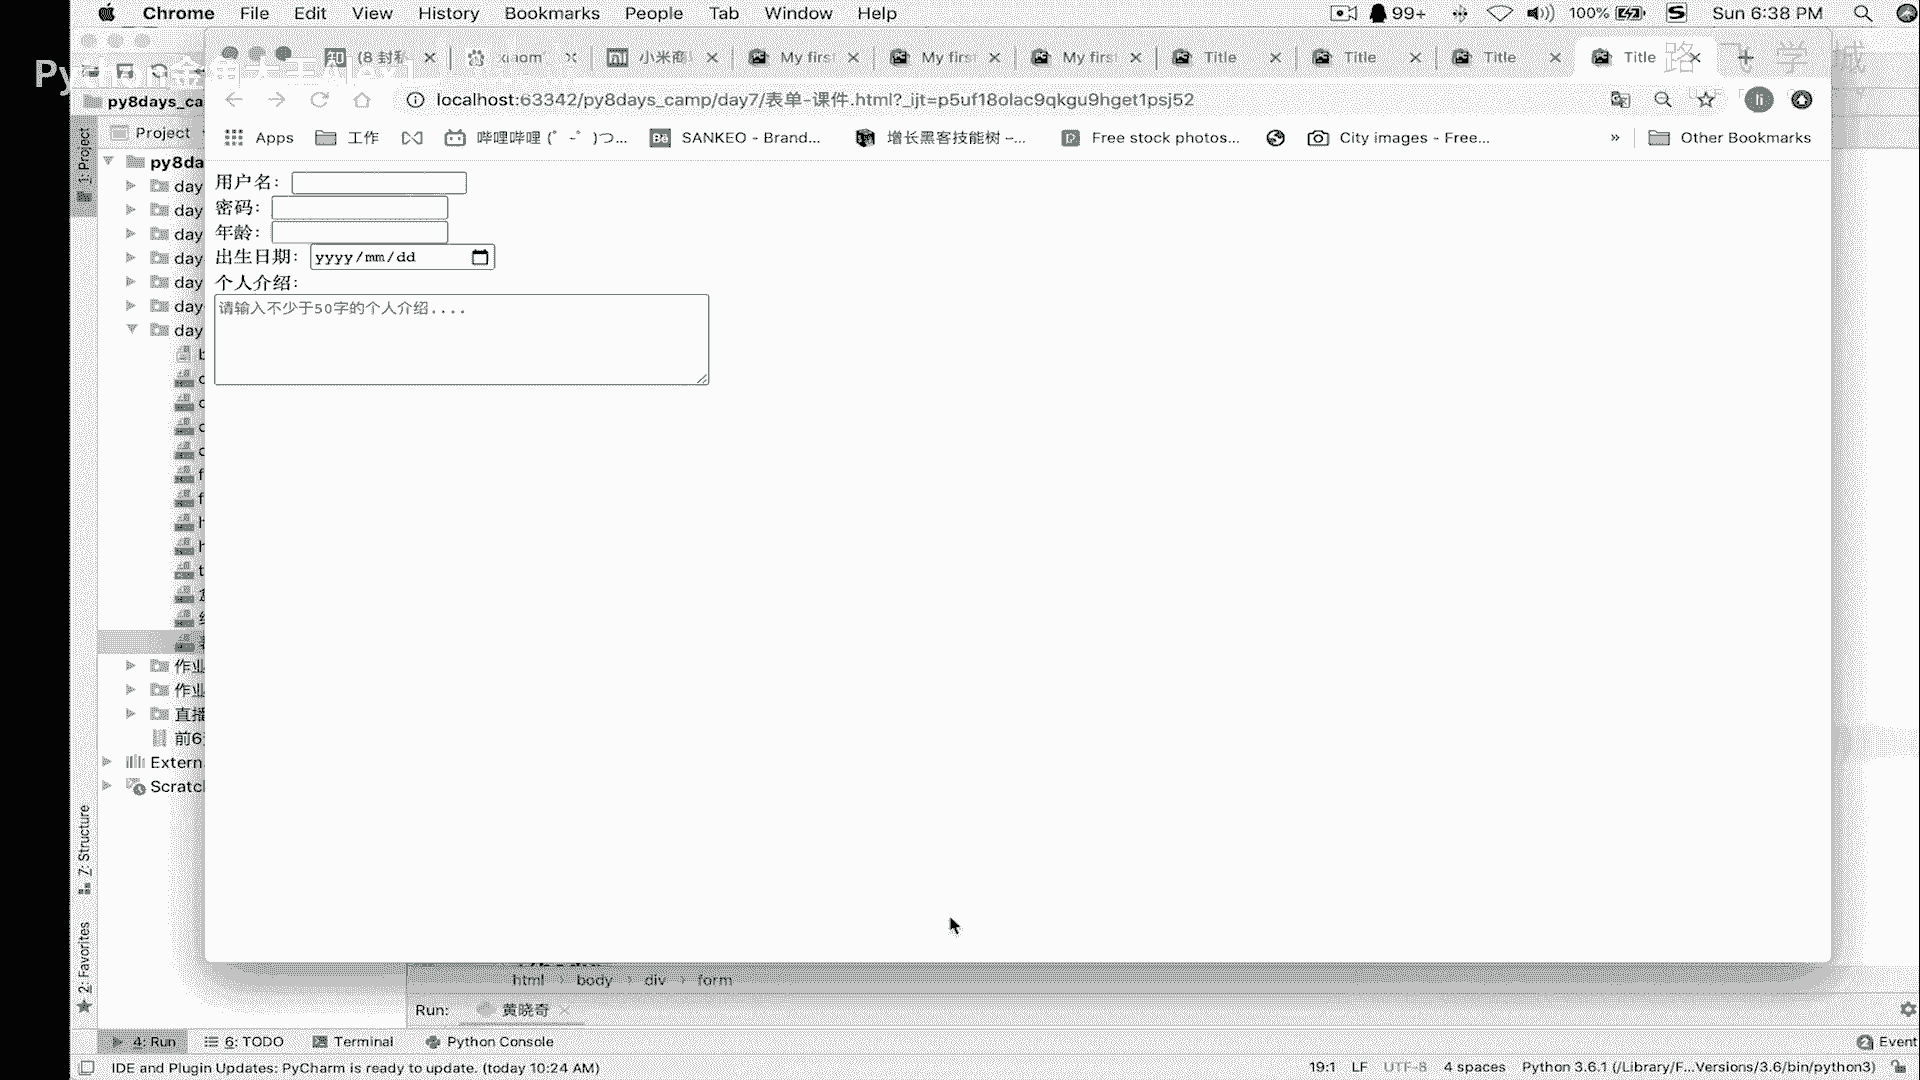 Chrome File Edit View History Bookmarks People Tab Window Help 99+ 100% Sun 6:38 PM
(8 封私 xiaom 小米商 My first My first My first Title Title Title Title
路 飞 学 城
localhost:63342/py8days_camp/day7/表单-课件.html?_ijt=p5uf18olac9qkgu9hget1psj52 li
Apps 工作 哔哩哔哩 (゜-゜)つ... SANKEO - Brand... 增长黑客技能树 –... Free stock photos... City images - Free... » Other Bookmarks
py8days_ca
Project
1: Project
py8da
day
day
day
day
day
day
day
作业
作业
直播
前6
Extern
Scratc
7: Structure
2: Favorites
用户名：
密码：
年龄：
出生日期： yyyy/mm/dd
个人介绍：
请输入不少于50字的个人介绍....
html body div form
Run: 黄晓奇
4: Run 6: TODO Terminal Python Console 2 Event
IDE and Plugin Updates: PyCharm is ready to update. (today 10:24 AM) 19:1 LF UTF-8 4 spaces Python 3.6.1 (/Library/F...Versions/3.6/bin/python3)